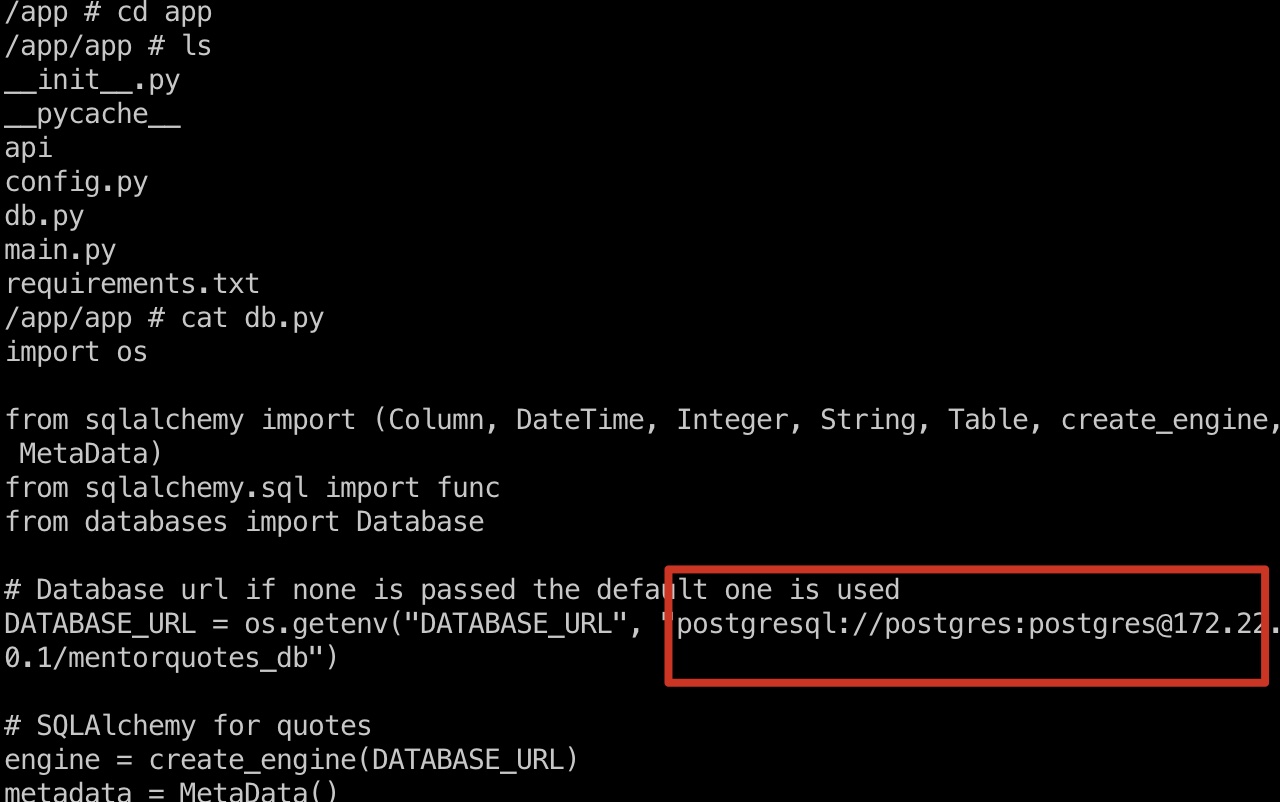 /app # cd app
/app/app # ls
__init__.py
__pycache__
api
config.py
db.py
main.py
requirements.txt
/app/app # cat db.py
import os
from sqlalchemy import (Column, DateTime, Integer, String, Table, create_engine,
 MetaData)
from sqlalchemy.sql import func
from databases import Database
# Database url if none is passed the default one is used
DATABASE_URL = os.getenv("DATABASE_URL", "postgresql://postgres:postgres@172.22.
0.1/mentorquotes_db")
# SQLAlchemy for quotes
engine = create_engine(DATABASE_URL)
metadata = MetaData()